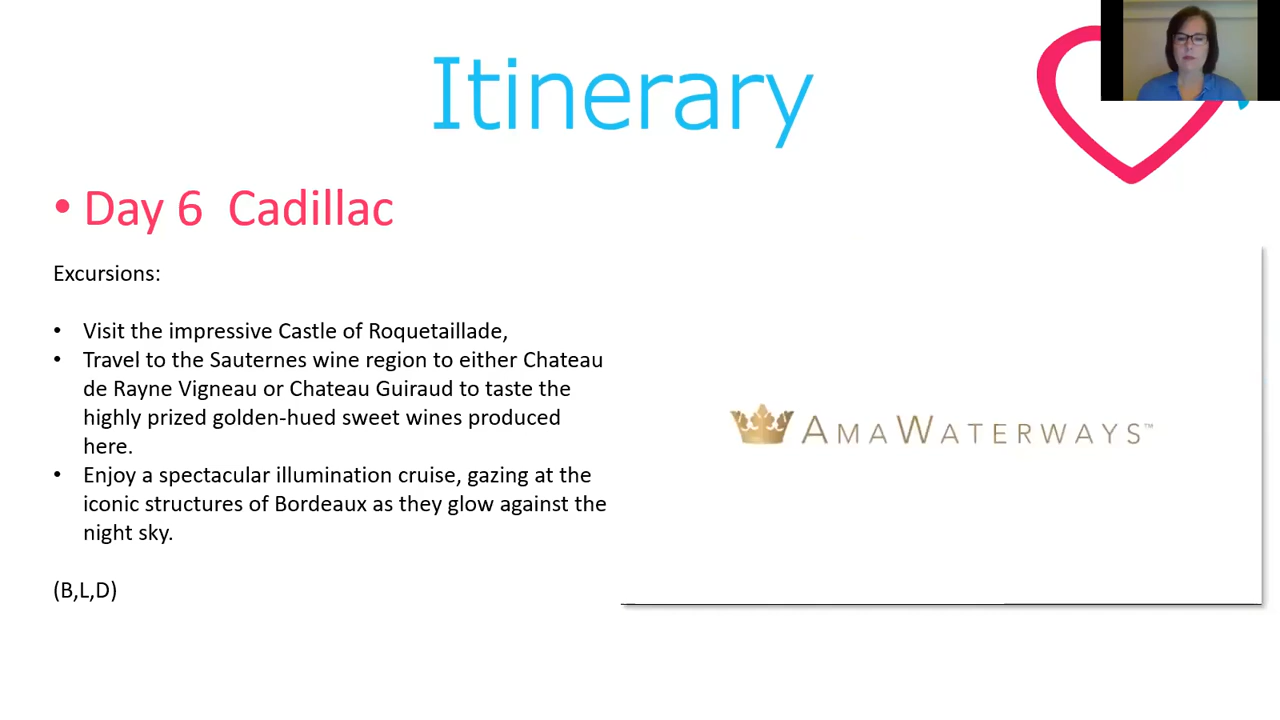 Itinerary
• Day 6 Cadillac
Excursions:
• Visit the impressive Castle of Roquetaillade,
• Travel to the Sauternes wine region to either Chateau
de Rayne Vigneau or Chateau Guiraud to taste the
highly prized golden-hued sweet wines produced
here.
• Enjoy a spectacular illumination cruise, gazing at the
iconic structures of Bordeaux as they glow against the
night sky.
(B,L,D)
AMAWATERWAYS™